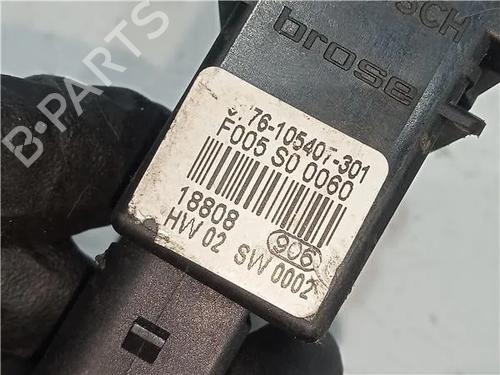 SCH
brose
76-105407-301
F005 S0 0060
18808
906
HW 02 SW 0002
B-PARTS